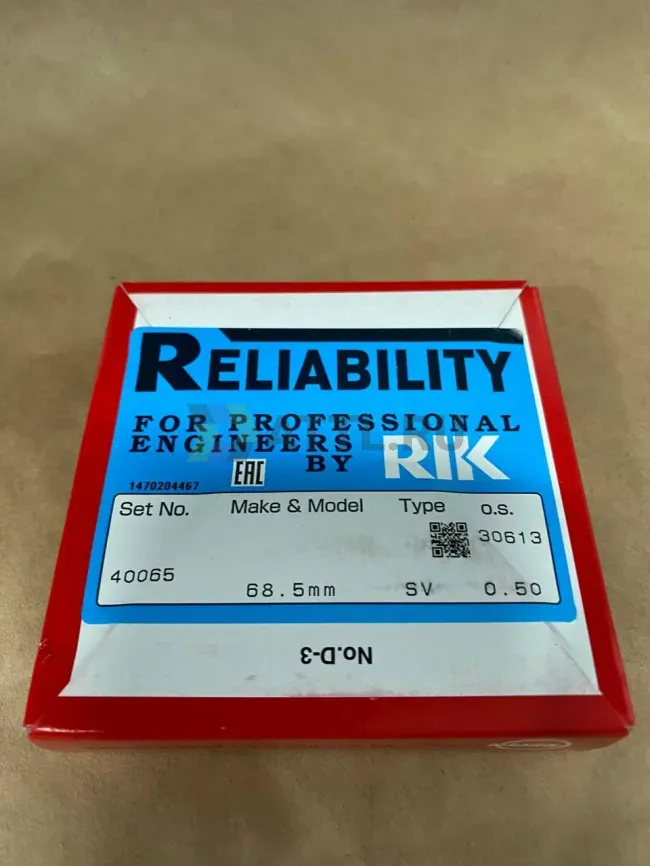 RELIABILITY
FOR PROFESSIONAL
ENGINEERS
BY RIK
EAC
1470204467
Set No. Make & Model Type O.S.
30613
40065 68.5mm SV 0.50
No.D-3